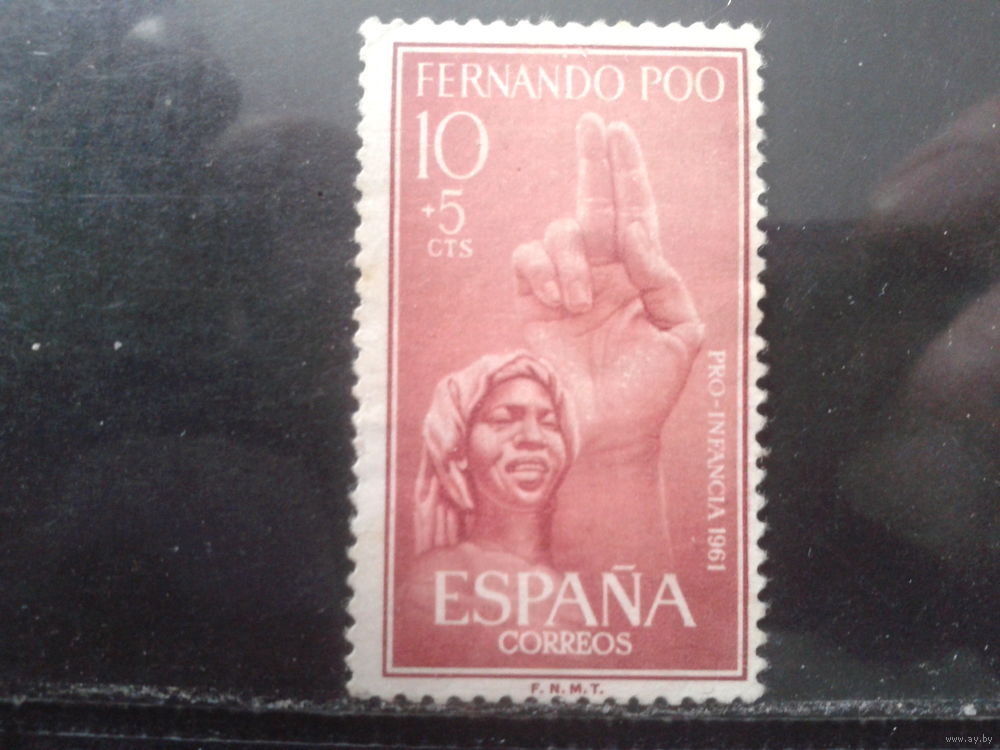 FERNANDO POO
10
+5
CTS
PRO-INFANCIA 1961
ESPAÑA
CORREOS
F. N. M. T.
www.ay.by